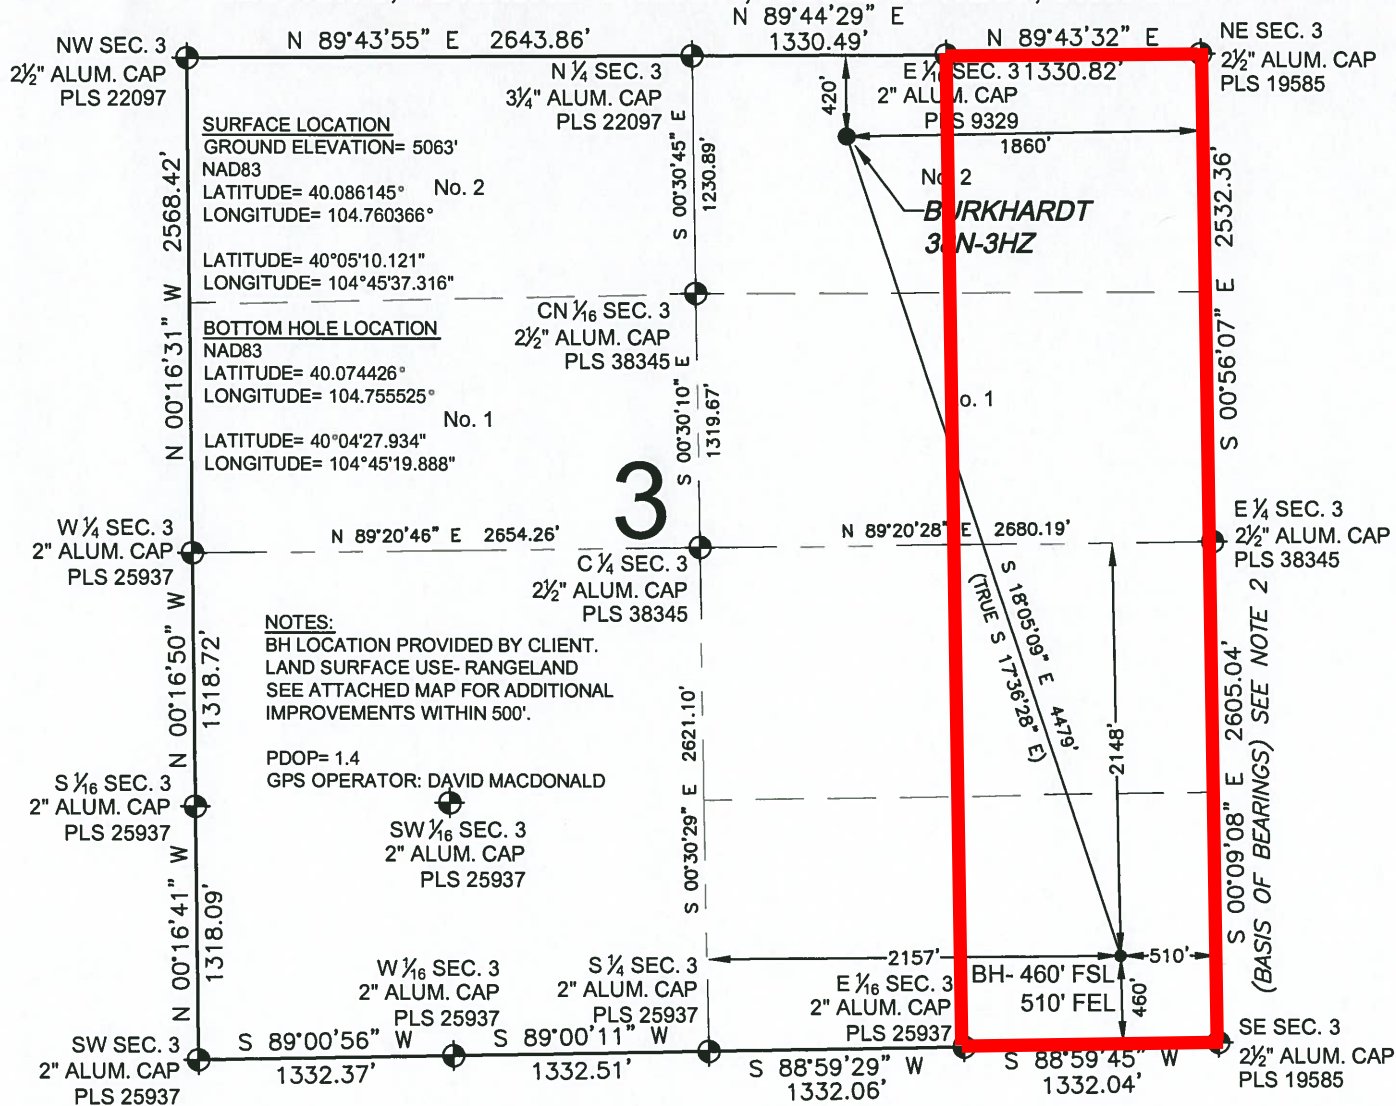 N 89°44'29" E
1330.49'
N 89°43'55" E 2643.86'
N 89°43'32" E
1330.82'
NW SEC. 3
2½" ALUM. CAP
PLS 22097
N ¼ SEC. 3
3¼" ALUM. CAP
PLS 22097
E 1⁄16 SEC. 3
2" ALUM. CAP
PLS 9329
NE SEC. 3
2½" ALUM. CAP
PLS 19585
420'
1860'
SURFACE LOCATION
GROUND ELEVATION= 5063'
NAD83
LATITUDE= 40.086145°
No. 2
LONGITUDE= 104.760366°
LATITUDE= 40°05'10.121"
LONGITUDE= 104°45'37.316"
BOTTOM HOLE LOCATION
NAD83
LATITUDE= 40.074426°
LONGITUDE= 104.755525°
No. 1
LATITUDE= 40°04'27.934"
LONGITUDE= 104°45'19.888"
N 00°16'31" W 2568.42'
S 00°30'45" E
1230.89'
No. 2
BURKHARDT
N-3HZ
S 00°56'07" E 2532.36'
CN 1⁄16 SEC. 3
2½" ALUM. CAP
PLS 38345
S 00°30'10" E
1319.67'
o. 1
3
W ¼ SEC. 3
2" ALUM. CAP
PLS 25937
N 89°20'46" E 2654.26'
N 89°20'28" E 2680.19'
E ¼ SEC. 3
2½" ALUM. CAP
PLS 38345
C ¼ SEC. 3
2½" ALUM. CAP
PLS 38345
S 18°05'09" E 4479'
(TRUE S 17°36'28" E)
NOTES:
BH LOCATION PROVIDED BY CLIENT.
LAND SURFACE USE- RANGELAND
SEE ATTACHED MAP FOR ADDITIONAL
IMPROVEMENTS WITHIN 500'.
PDOP= 1.4
GPS OPERATOR: DAVID MACDONALD
N 00°16'50" W
1318.72'
S 00°30'29" E 2621.10'
2148'
S 00°09'08" E 2605.04'
(BASIS OF BEARINGS) SEE NOTE 2
S 1⁄16 SEC. 3
2" ALUM. CAP
PLS 25937
SW 1⁄16 SEC. 3
2" ALUM. CAP
PLS 25937
N 00°16'41" W
1318.09'
2157'
510'
BH- 460' FSL
510' FEL
460'
W 1⁄16 SEC. 3
2" ALUM. CAP
PLS 25937
S ¼ SEC. 3
2" ALUM. CAP
PLS 25937
E 1⁄16 SEC. 3
2" ALUM. CAP
PLS 25937
SW SEC. 3
2" ALUM. CAP
PLS 25937
S 89°00'56" W
1332.37'
S 89°00'11" W
1332.51'
S 88°59'29" W
1332.06'
S 88°59'45" W
1332.04'
SE SEC. 3
2½" ALUM. CAP
PLS 19585